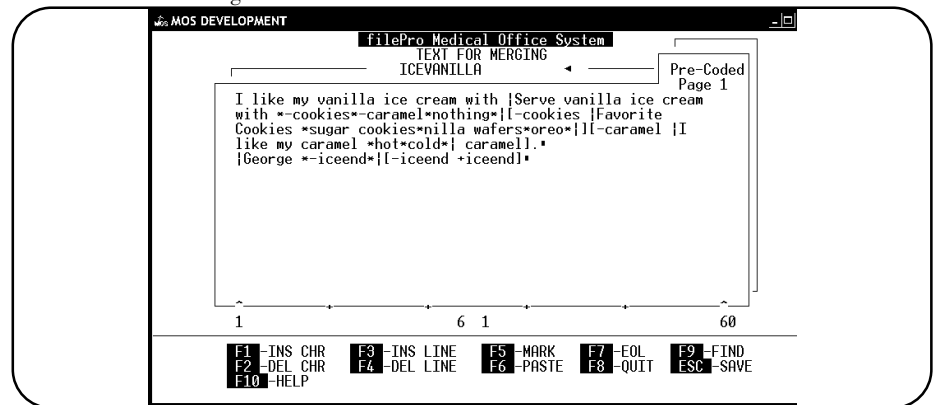 MOS DEVELOPMENT
filePro Medical Office System
TEXT FOR MERGING
ICEVANILLA
Pre-Coded
Page 1
I like my vanilla ice cream with |Serve vanilla ice cream
with *-cookies*-caramel*nothing*|[-cookies |Favorite
Cookies *sugar cookies*nilla wafers*oreo*|][-caramel |I
like my caramel *hot*cold*| caramel].
|George *-iceend*|[-iceend +iceend]
1 6 1 60
F1 -INS CHR F3 -INS LINE F5 -MARK F7 -EOL F9 -FIND
F2 -DEL CHR F4 -DEL LINE F6 -PASTE F8 -QUIT ESC -SAVE
F10 -HELP